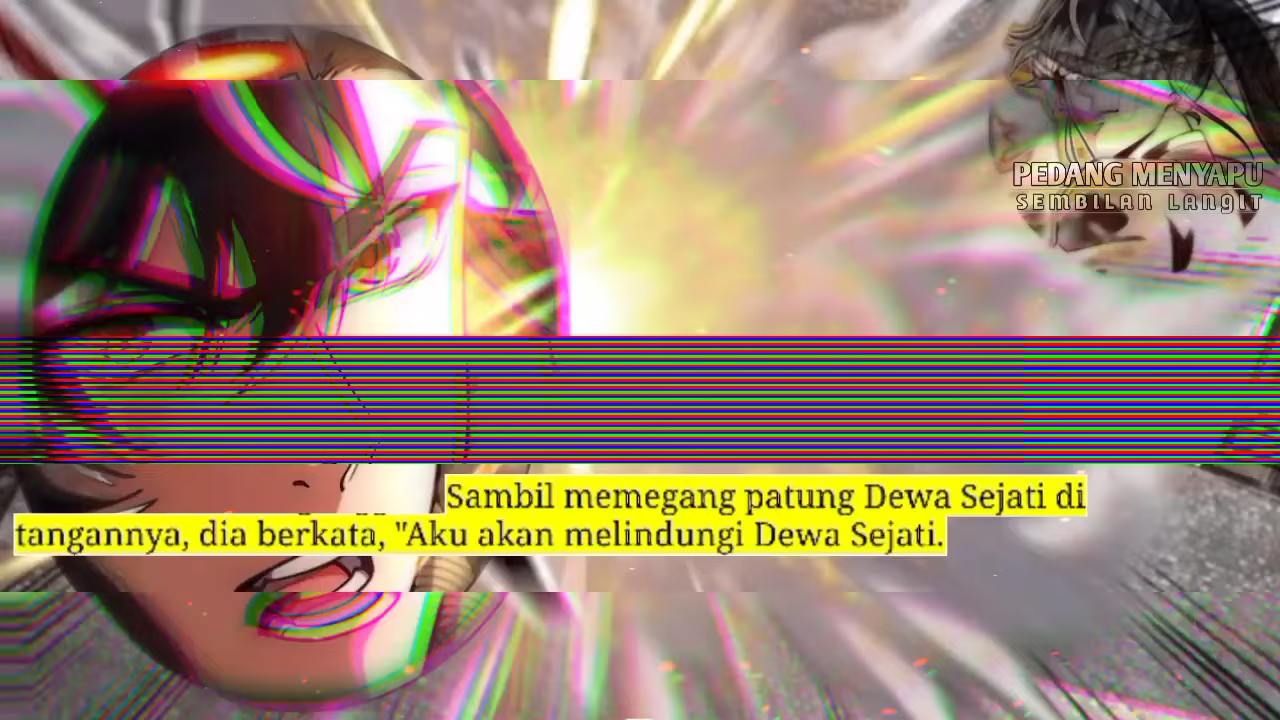 PEDANG MENYAPU
SEMBILAN LANGIT
Sambil memegang patung Dewa Sejati di
tangannya, dia berkata, "Aku akan melindungi Dewa Sejati.